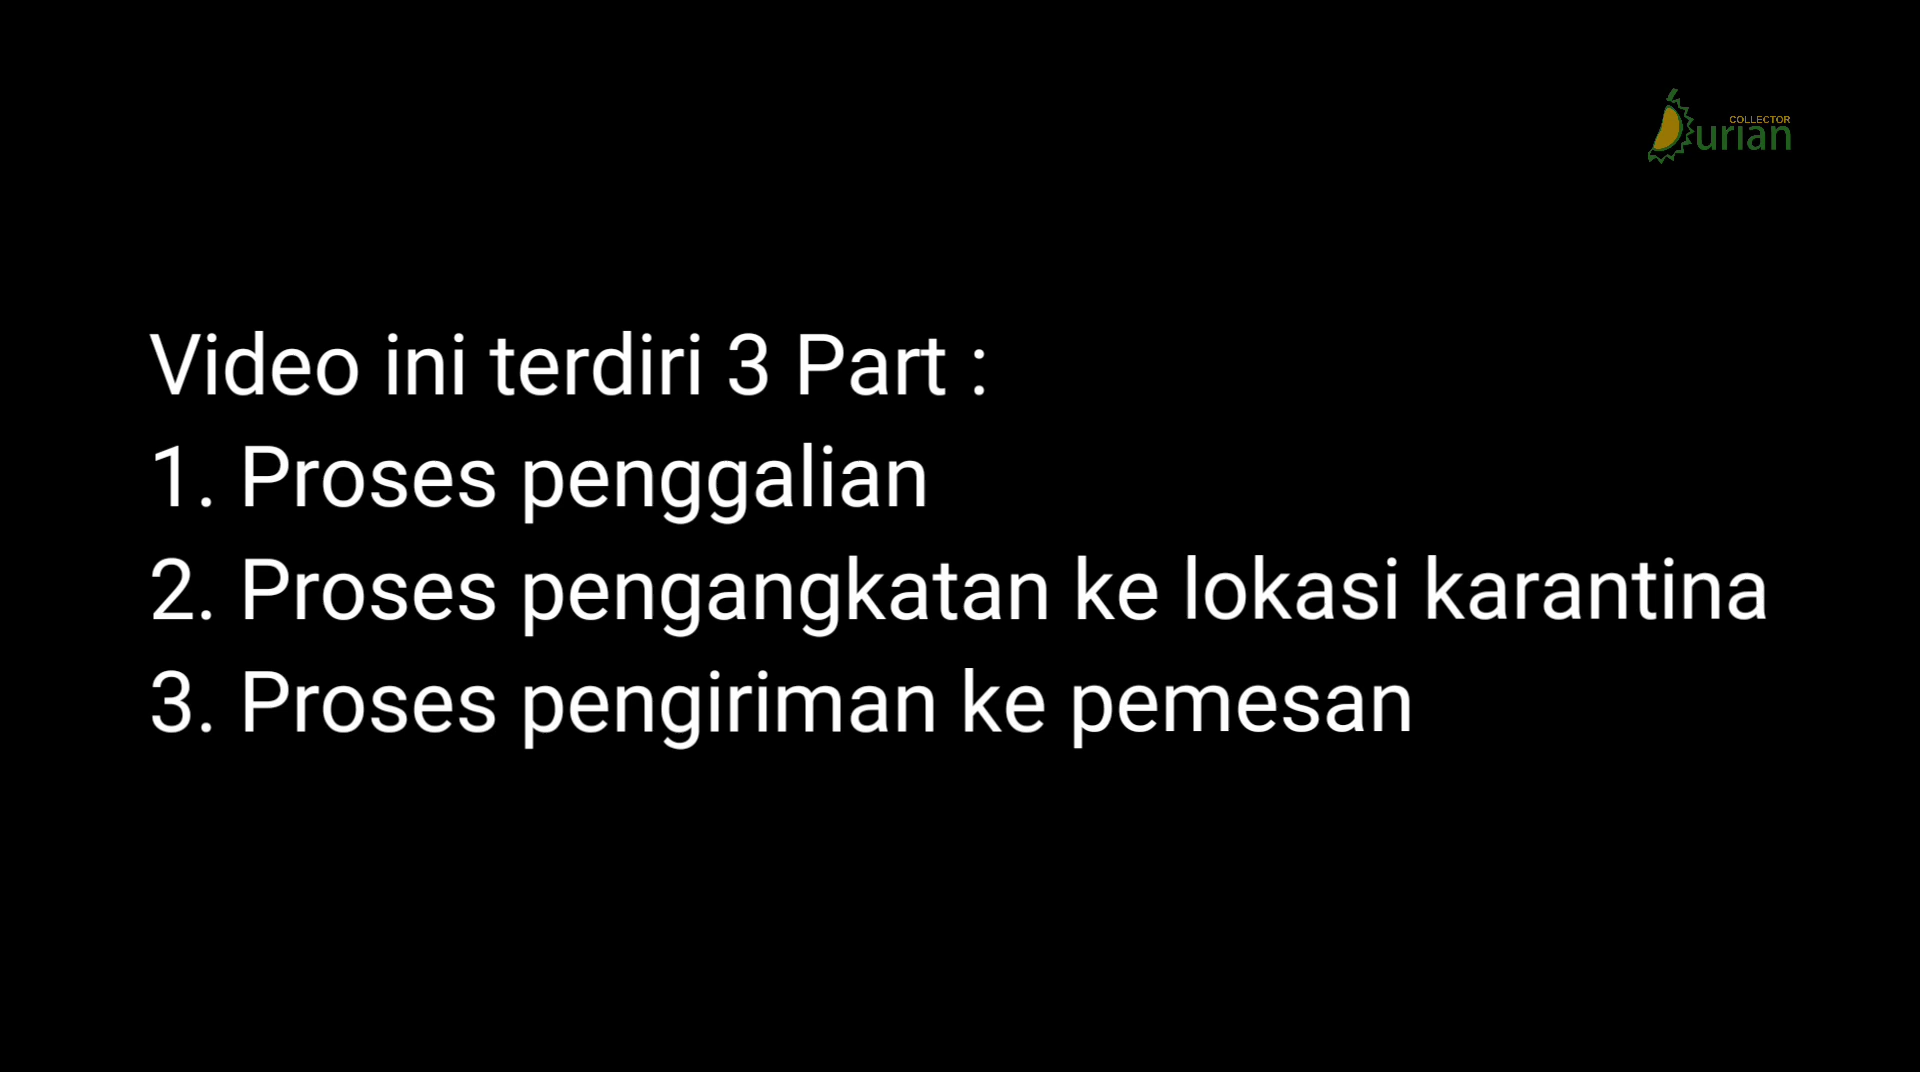 COLLECTOR
Durian
Video ini terdiri 3 Part :
1. Proses penggalian
2. Proses pengangkatan ke lokasi karantina
3. Proses pengiriman ke pemesan